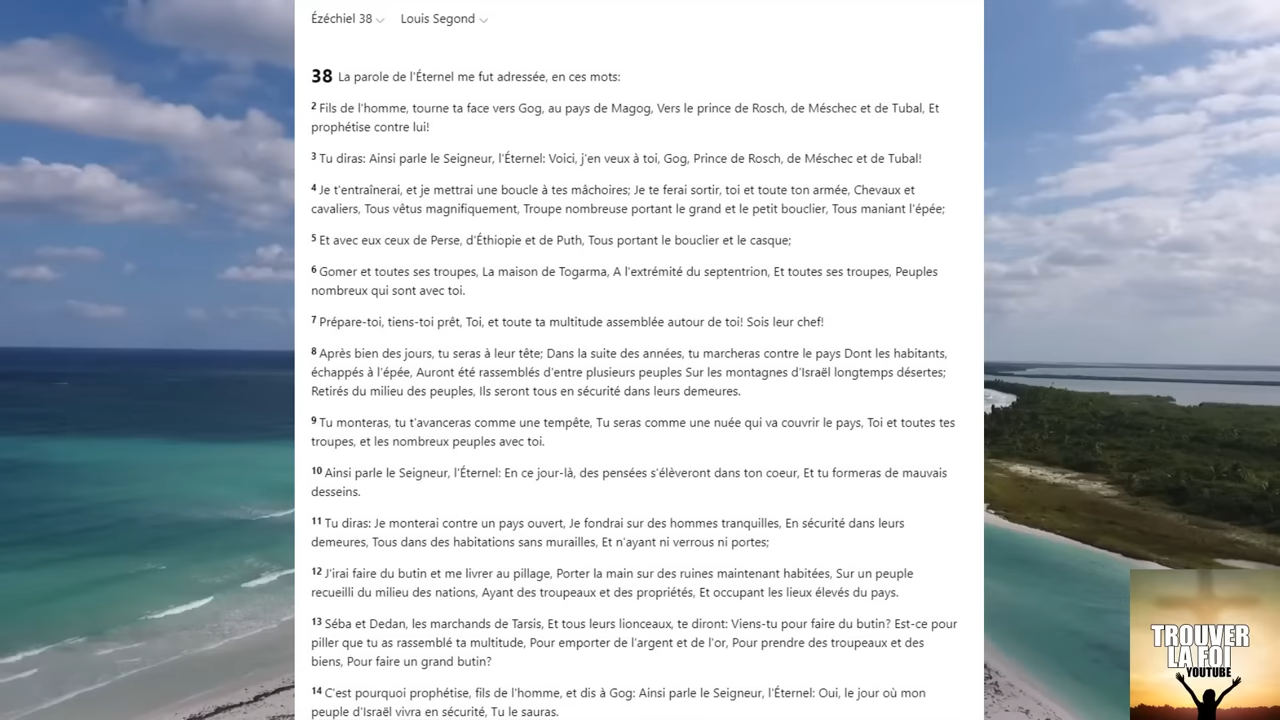 Ézéchiel 38 Louis Segond
38 La parole de l'Éternel me fut adressée, en ces mots:
2 Fils de l'homme, tourne ta face vers Gog, au pays de Magog, Vers le prince de Rosch, de Méschec et de Tubal, Et
prophétise contre lui!
3 Tu diras: Ainsi parle le Seigneur, l'Éternel: Voici, j'en veux à toi, Gog, Prince de Rosch, de Méschec et de Tubal!
4 Je t'entraînerai, et je mettrai une boucle à tes mâchoires; Je te ferai sortir, toi et toute ton armée, Chevaux et
cavaliers, Tous vêtus magnifiquement, Troupe nombreuse portant le grand et le petit bouclier, Tous maniant l'épée;
5 Et avec eux ceux de Perse, d'Éthiopie et de Puth, Tous portant le bouclier et le casque;
6 Gomer et toutes ses troupes, La maison de Togarma, A l'extrémité du septentrion, Et toutes ses troupes, Peuples
nombreux qui sont avec toi.
7 Prépare-toi, tiens-toi prêt, Toi, et toute ta multitude assemblée autour de toi! Sois leur chef!
8 Après bien des jours, tu seras à leur tête; Dans la suite des années, tu marcheras contre le pays Dont les habitants,
échappés à l'épée, Auront été rassemblés d'entre plusieurs peuples Sur les montagnes d'Israël longtemps désertes;
Retirés du milieu des peuples, Ils seront tous en sécurité dans leurs demeures.
9 Tu monteras, tu t'avanceras comme une tempête, Tu seras comme une nuée qui va couvrir le pays, Toi et toutes tes
troupes, et les nombreux peuples avec toi.
10 Ainsi parle le Seigneur, l'Éternel: En ce jour-là, des pensées s'élèveront dans ton coeur, Et tu formeras de mauvais
desseins.
11 Tu diras: Je monterai contre un pays ouvert, Je fondrai sur des hommes tranquilles, En sécurité dans leurs
demeures, Tous dans des habitations sans murailles, Et n'ayant ni verrous ni portes;
12 J'irai faire du butin et me livrer au pillage, Porter la main sur des ruines maintenant habitées, Sur un peuple
recueilli du milieu des nations, Ayant des troupeaux et des propriétés, Et occupant les lieux élevés du pays.
13 Séba et Dedan, les marchands de Tarsis, Et tous leurs lionceaux, te diront: Viens-tu pour faire du butin? Est-ce pour
piller que tu as rassemblé ta multitude, Pour emporter de l'argent et de l'or, Pour prendre des troupeaux et des
biens, Pour faire un grand butin?
14 C'est pourquoi prophétise, fils de l'homme, et dis à Gog: Ainsi parle le Seigneur, l'Éternel: Oui, le jour où mon
peuple d'Israël vivra en sécurité, Tu le sauras.
TROUVER
LA FOI
YOUTUBE